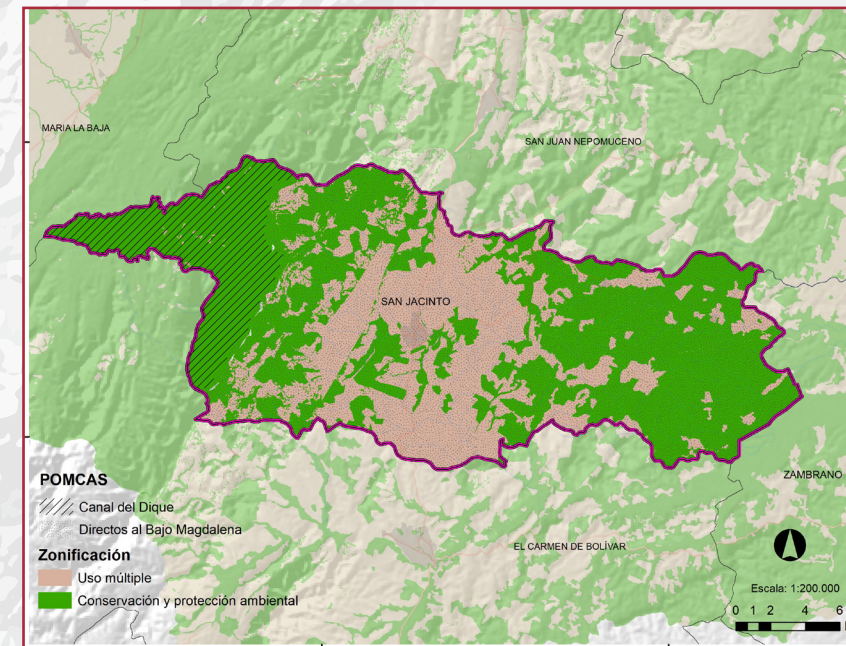 MARIA LA BAJA
SAN JUAN NEPOMUCENO
SAN JACINTO
ZAMBRANO
EL CARMEN DE BOLÍVAR
POMCAS
Canal del Dique
Directos al Bajo Magdalena
Zonificación
Uso múltiple
Conservación y protección ambiental
Escala: 1:200.000
0 1 2 4 6